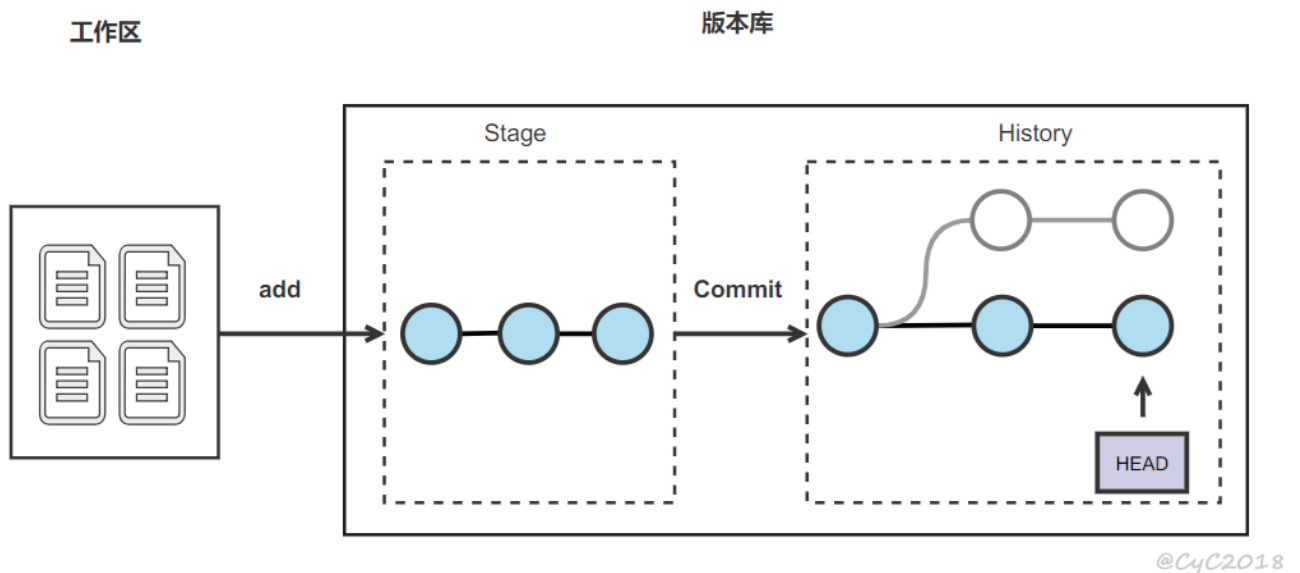 工作区
版本库
Stage
History
add
Commit
HEAD
@CyC2018